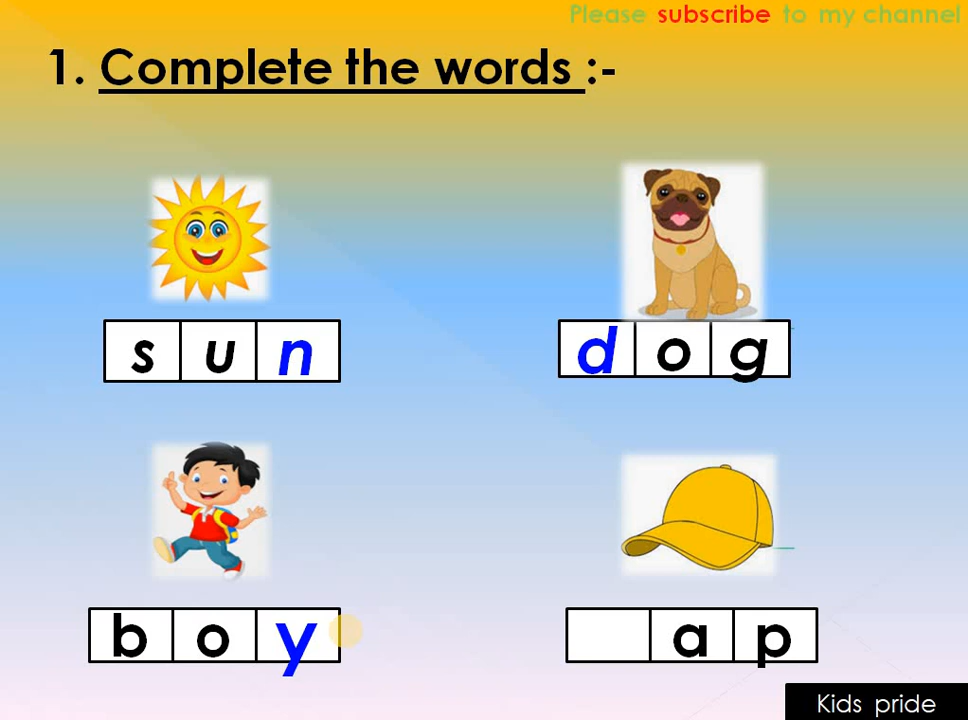 Please subscribe to my channel
1. Complete the words :-
s u n
d o g
b o y
a p
Kids pride